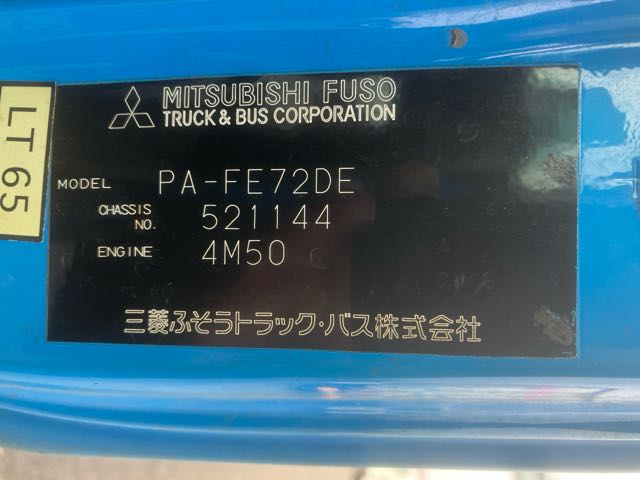 MITSUBISHI FUSO
TRUCK & BUS CORPORATION
LT 65
MODEL PA-FE72DE
CHASSIS NO. 521144
ENGINE 4M50
三菱ふそうトラック・バス株式会社